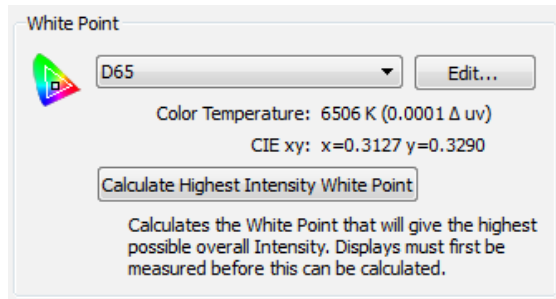 White Point
D65
Edit...
Color Temperature: 6506 K (0.0001 Δ uv)
CIE xy: x=0.3127 y=0.3290
Calculate Highest Intensity White Point
Calculates the White Point that will give the highest
possible overall Intensity. Displays must first be
measured before this can be calculated.